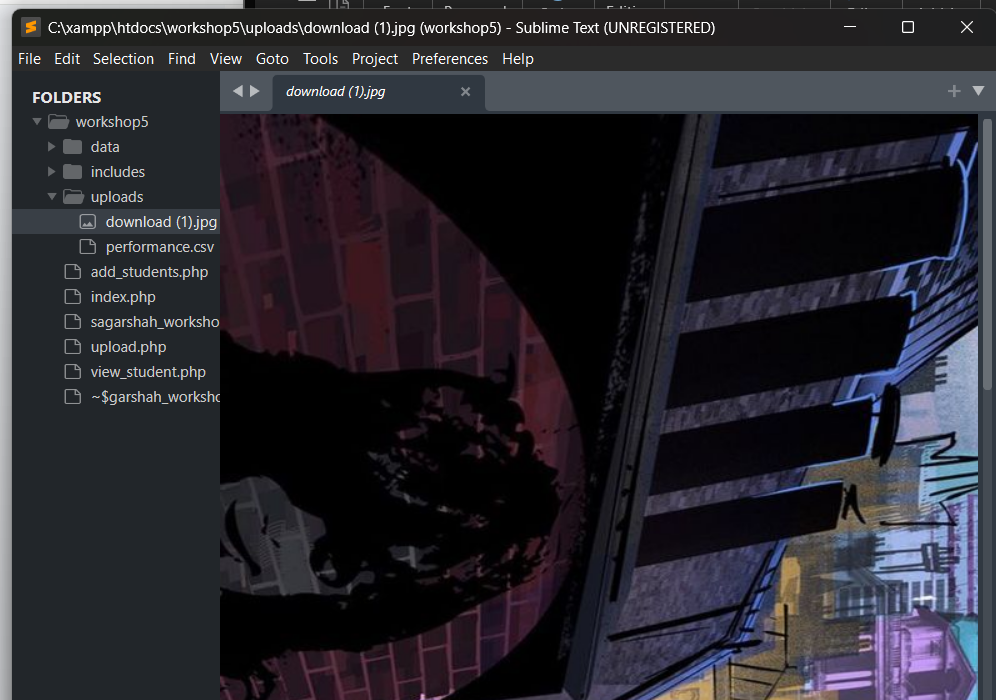 C:\xampp\htdocs\workshop5\uploads\download (1).jpg (workshop5) - Sublime Text (UNREGISTERED)
File Edit Selection Find View Goto Tools Project Preferences Help
FOLDERS
download (1).jpg
workshop5
data
includes
uploads
download (1).jpg
performance.csv
add_students.php
index.php
sagarshah_worksho
upload.php
view_student.php
~$garshah_worksho